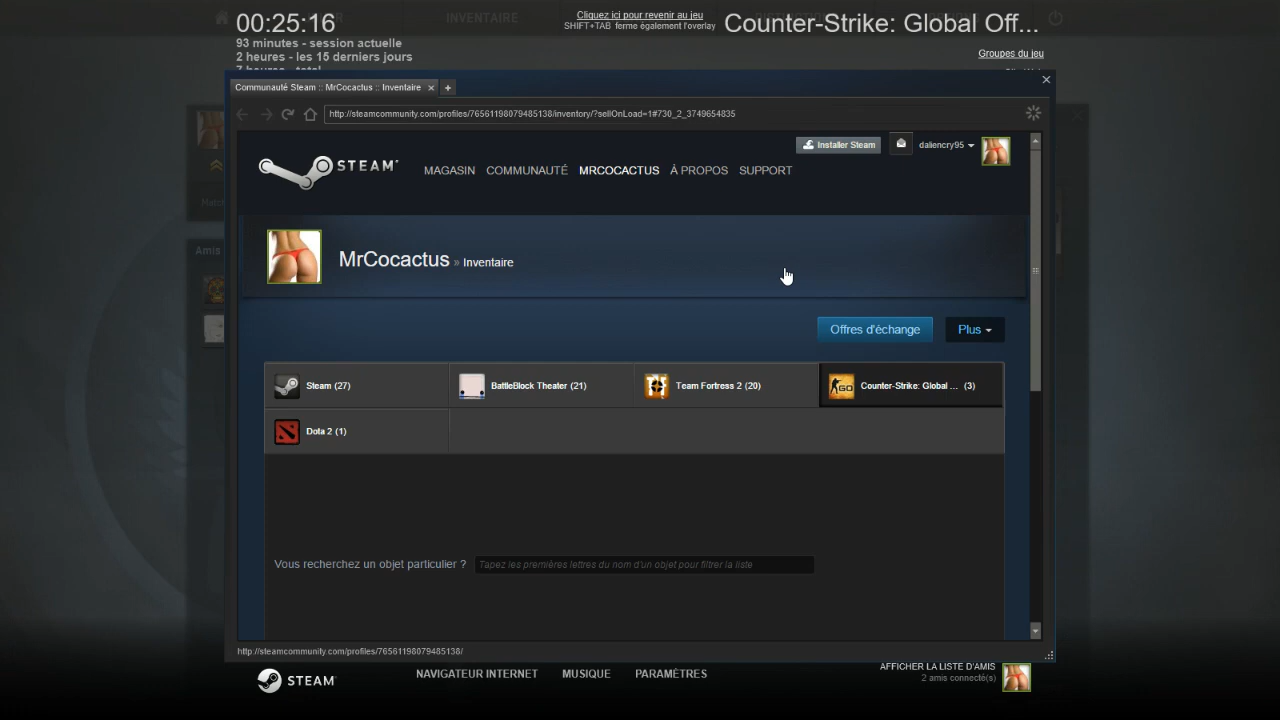 INVENTAIRE
00:25:16
Cliquez ici pour revenir au jeu
SHIFT+TAB ferme également l'overlay
Counter-Strike: Global Off...
93 minutes - session actuelle
2 heures - les 15 derniers jours
Groupes du jeu
Communauté Steam :: MrCocactus :: Inventaire
http://steamcommunity.com/profiles/76561198079485138/inventory/?sellOnLoad=1#730_2_3749654835
Installer Steam
daliencry95
STEAM
MAGASIN COMMUNAUTÉ MRCOCACTUS À PROPOS SUPPORT
Amis
MrCocactus » Inventaire
Offres d'échange
Plus
Steam (27)
BattleBlock Theater (21)
Team Fortress 2 (20)
Counter-Strike: Global ... (3)
Dota 2 (1)
Vous recherchez un objet particulier ?
Tapez les premières lettres du nom d'un objet pour filtrer la liste
http://steamcommunity.com/profiles/76561198079485138/
STEAM
NAVIGATEUR INTERNET
MUSIQUE
PARAMÈTRES
AFFICHER LA LISTE D'AMIS
2 amis connecté(s)